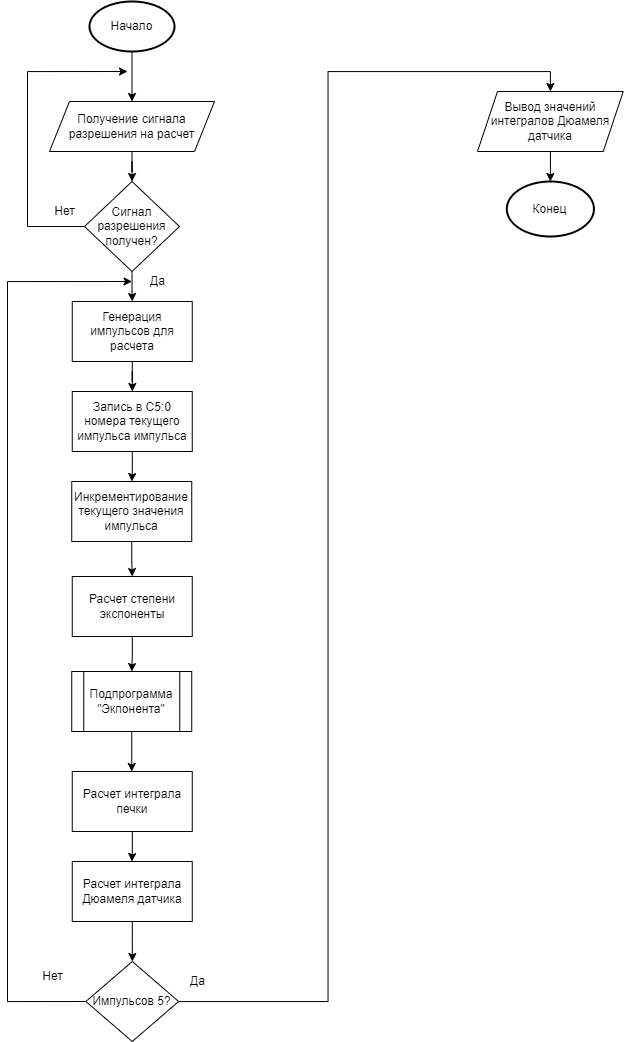 Начало
Получение сигнала
разрешения на расчет
Нет
Сигнал
разрешения
получен?
Да
Генерация
импульсов для
расчета
Запись в C5:0
номера текущего
импульса импульса
Инкрементирование
текущего значения
импульса
Расчет степени
экспоненты
Подпрограмма
"Экпонента"
Расчет интеграла
печки
Расчет интеграла
Дюамеля датчика
Нет
Импульсов 5?
Да
Вывод значений
интегралов Дюамеля
датчика
Конец